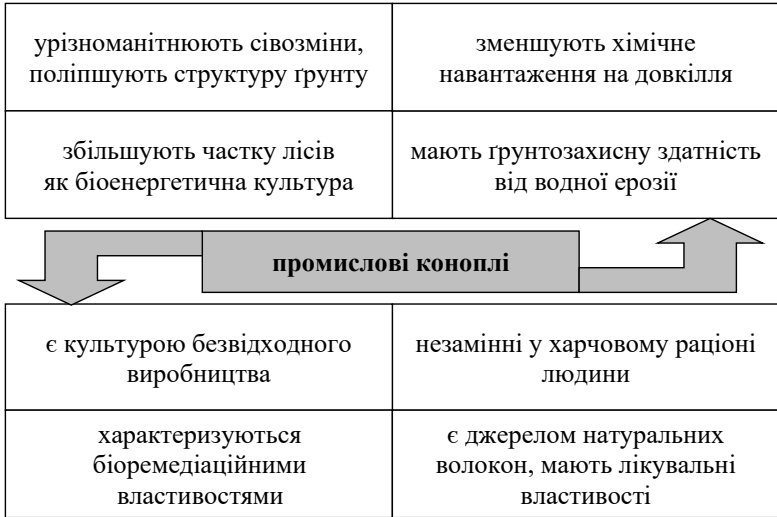 урізноманітнюють сівозміни,
поліпшують структуру ґрунту
зменшують хімічне
навантаження на довкілля
збільшують частку лісів
як біоенергетична культура
мають ґрунтозахисну здатність
від водної ерозії
промислові коноплі
є культурою безвідходного
виробництва
незамінні у харчовому раціоні
людини
характеризуються
біоремедіаційними
властивостями
є джерелом натуральних
волокон, мають лікувальні
властивості